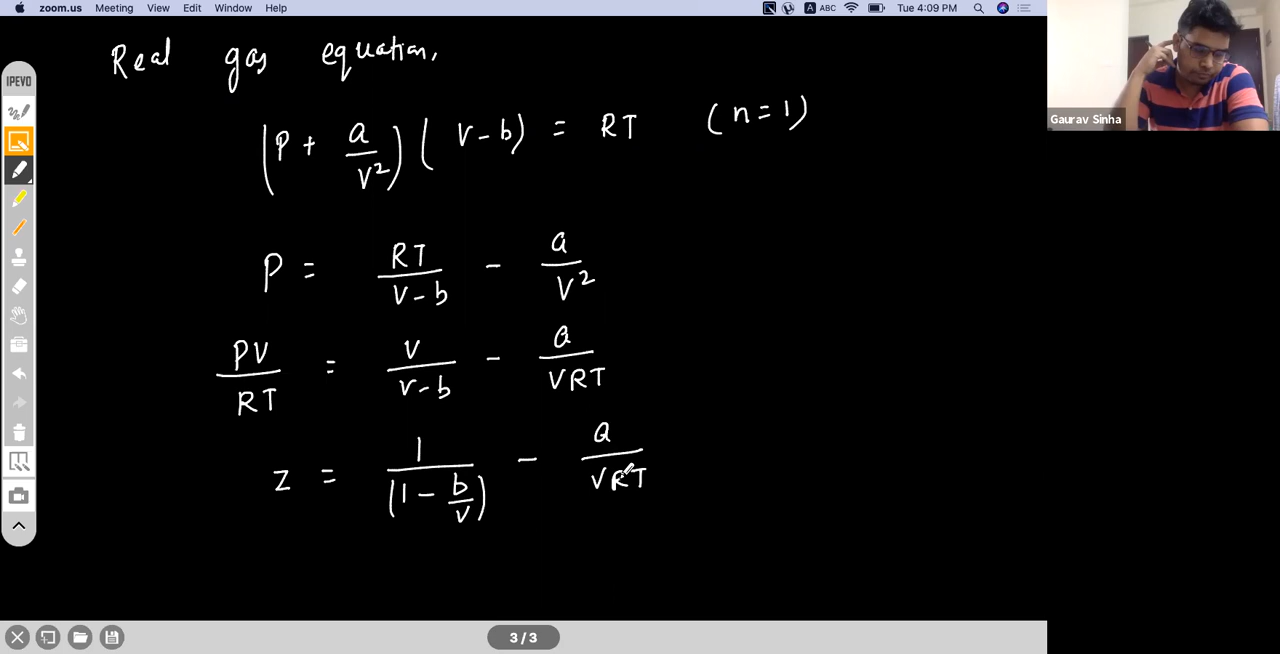 zoom.us Meeting View Edit Window Help A ABC Tue 4:09 PM
IPEVO
Real gas equation,
(P + a/V²)(V-b) = RT (n=1)
P = RT/V-b - a/V²
PV/RT = V/V-b - a/VRT
Z = 1/(1 - b/V) - a/VRT
Gaurav Sinha
3/3